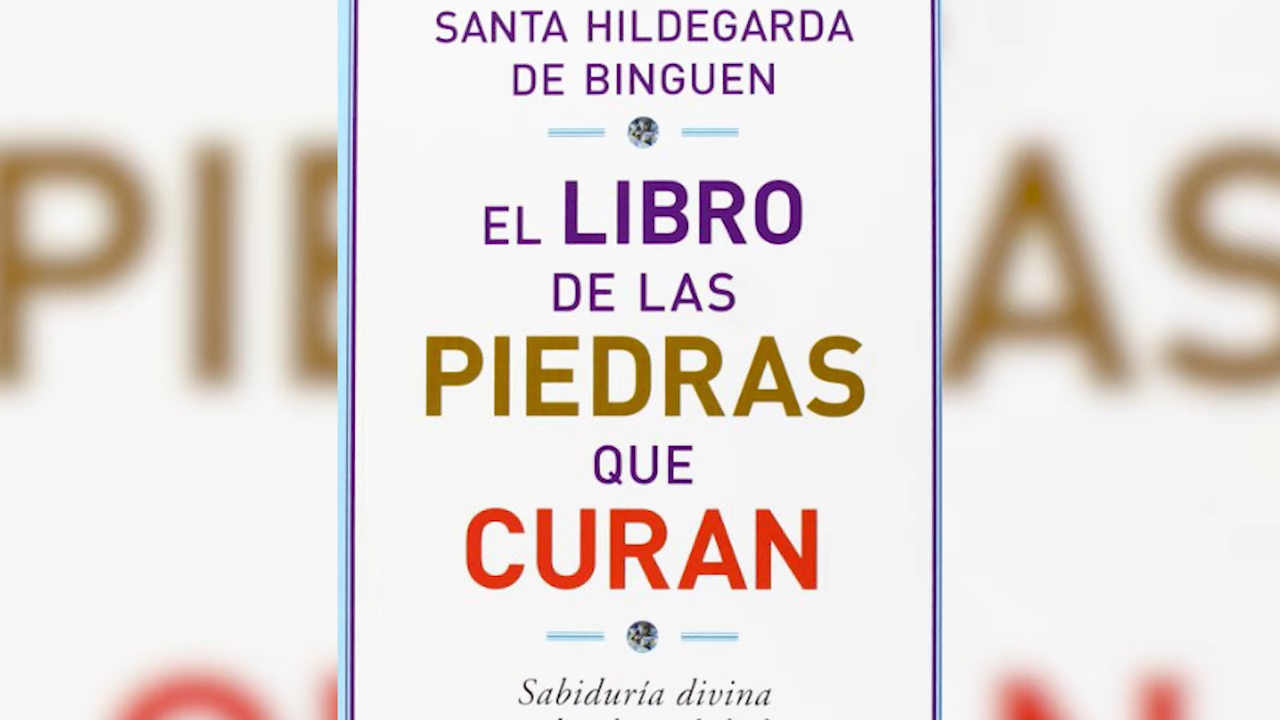 SANTA HILDEGARDA
DE BINGUEN
EL LIBRO
DE LAS
PIEDRAS
QUE
CURAN
Sabiduría divina